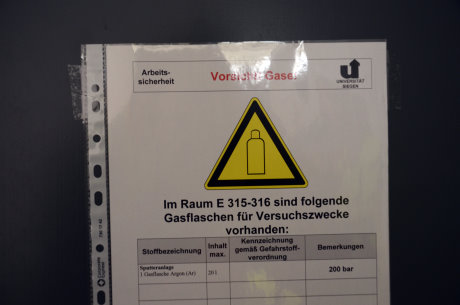 Arbeits-
sicherheit
Vorsicht Gase!
UNIVERSITÄT
SIEGEN
Im Raum E 315-316 sind folgende
Gasflaschen für Versuchszwecke
vorhanden:
Stoffbezeichnung
Inhalt
max.
Kennzeichnung
gemäß Gefahrstoff-
verordnung
Bemerkungen
Sputteranlage
1 Gasflasche Argon (Ar)
20 l
200 bar